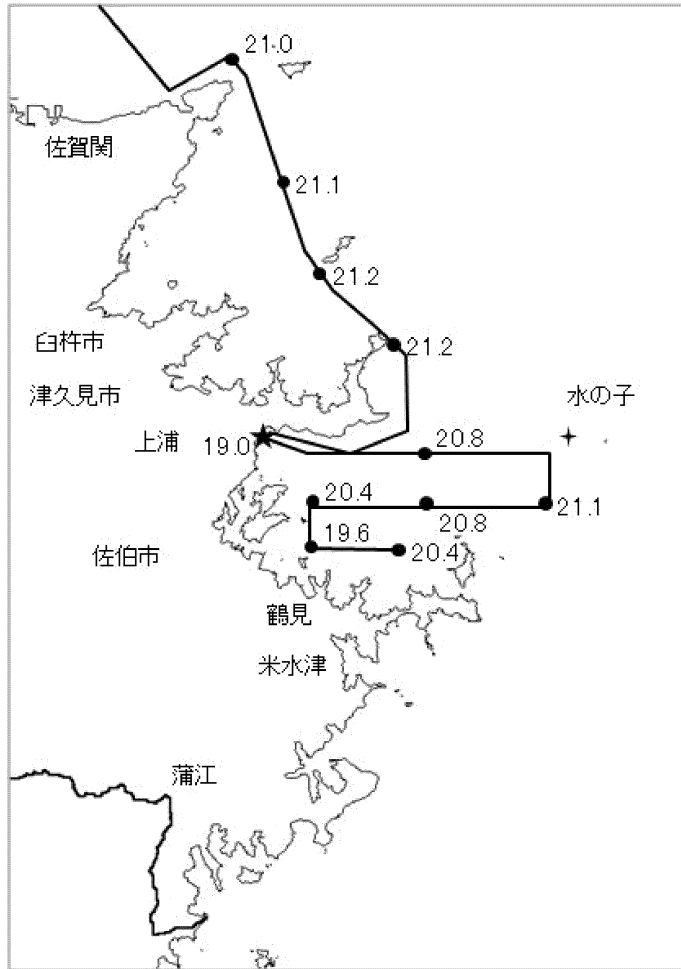 21.0
佐賀関
21.1
21.2
臼杵市
21.2
津久見市
水の子
上浦
19.0
20.8
20.4
20.8
21.1
19.6
20.4
佐伯市
鶴見
米水津
蒲江